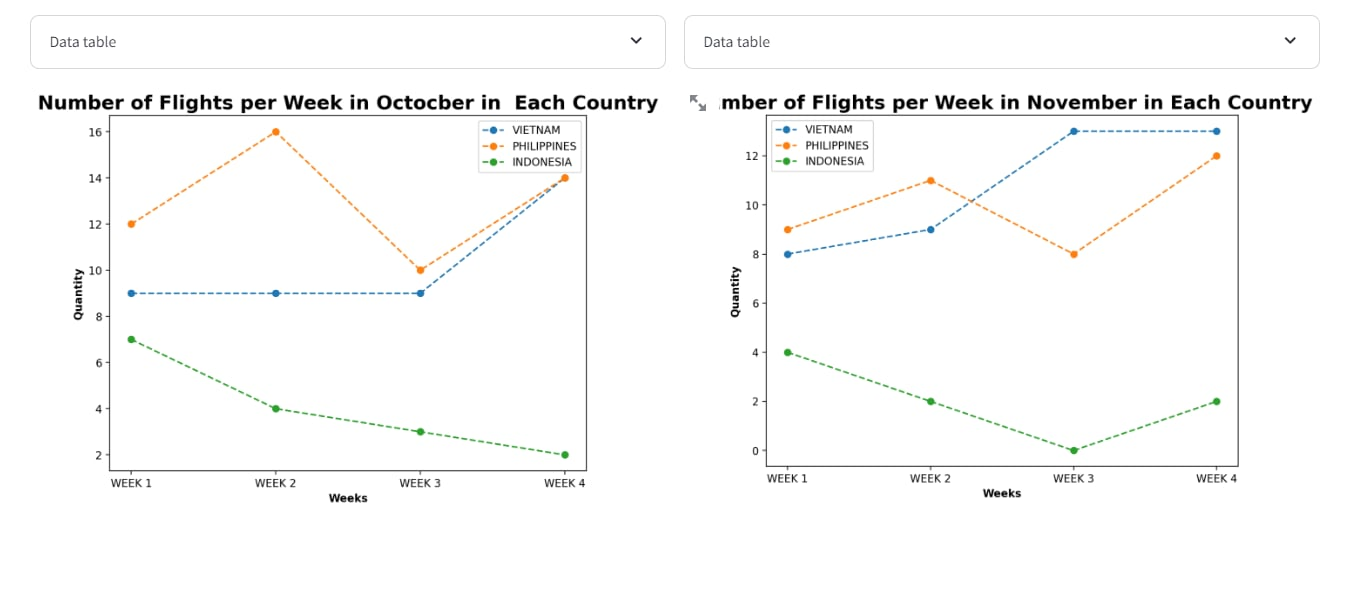 Data table
Data table
Number of Flights per Week in Octocber in  Each Country
VIETNAM
PHILIPPINES
INDONESIA
16
14
12
10
8
6
4
2
Quantity
WEEK 1
WEEK 2
WEEK 3
WEEK 4
Weeks
mber of Flights per Week in November in Each Country
VIETNAM
PHILIPPINES
INDONESIA
12
10
8
6
4
2
0
Quantity
WEEK 1
WEEK 2
WEEK 3
WEEK 4
Weeks